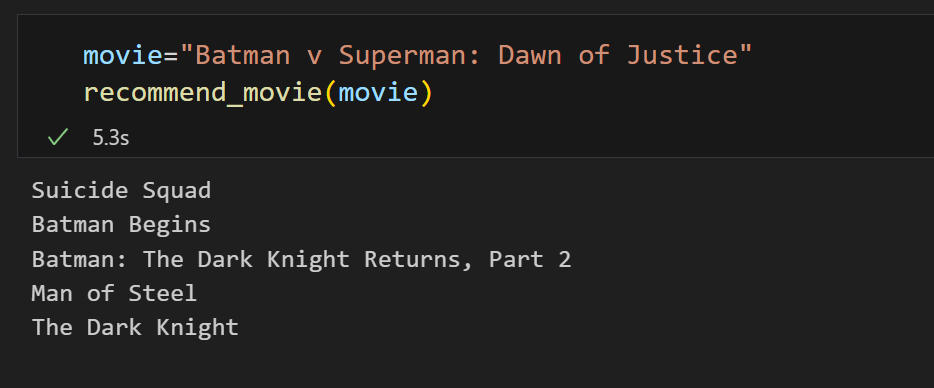 movie="Batman v Superman: Dawn of Justice"
recommend_movie(movie)
5.3s
Suicide Squad
Batman Begins
Batman: The Dark Knight Returns, Part 2
Man of Steel
The Dark Knight